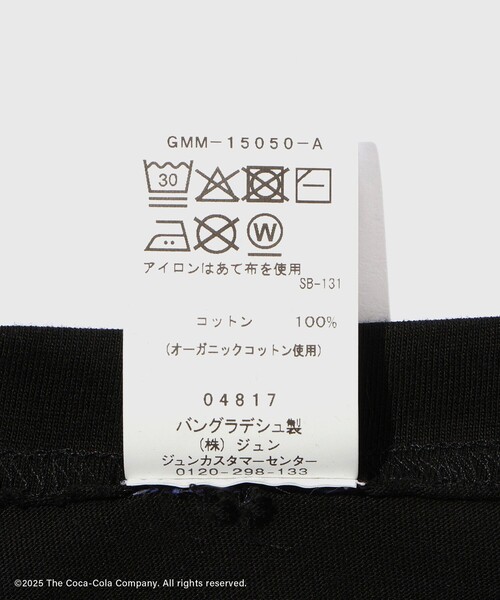 GMM-15050-A
30
W
アイロンはあて布を使用
SB-131
コットン 100%
(オーガニックコットン使用)
04817
バングラデシュ製
(株) ジュン
ジュンカスタマーセンター
0120-298-133
©2025 The Coca-Cola Company. All rights reserved.